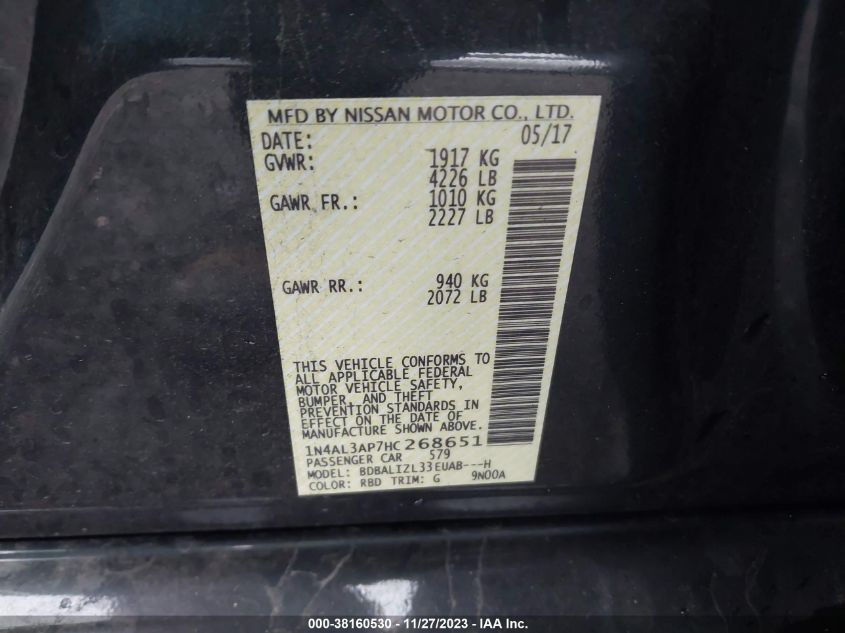 MFD BY NISSAN MOTOR CO., LTD.
DATE: 05/17
GVWR: 1917 KG
4226 LB
GAWR FR.: 1010 KG
2227 LB
GAWR RR.: 940 KG
2072 LB
THIS VEHICLE CONFORMS TO
ALL APPLICABLE FEDERAL
MOTOR VEHICLE SAFETY,
BUMPER, AND THEFT
PREVENTION STANDARDS IN
EFFECT ON THE DATE OF
MANUFACTURE SHOWN ABOVE.
1N4AL3AP7HC268651
PASSENGER CAR 579
MODEL: BDBALIZL33EUAB---H
COLOR: RBD TRIM: G 9N00A
000-38160530 - 11/27/2023 - IAA Inc.